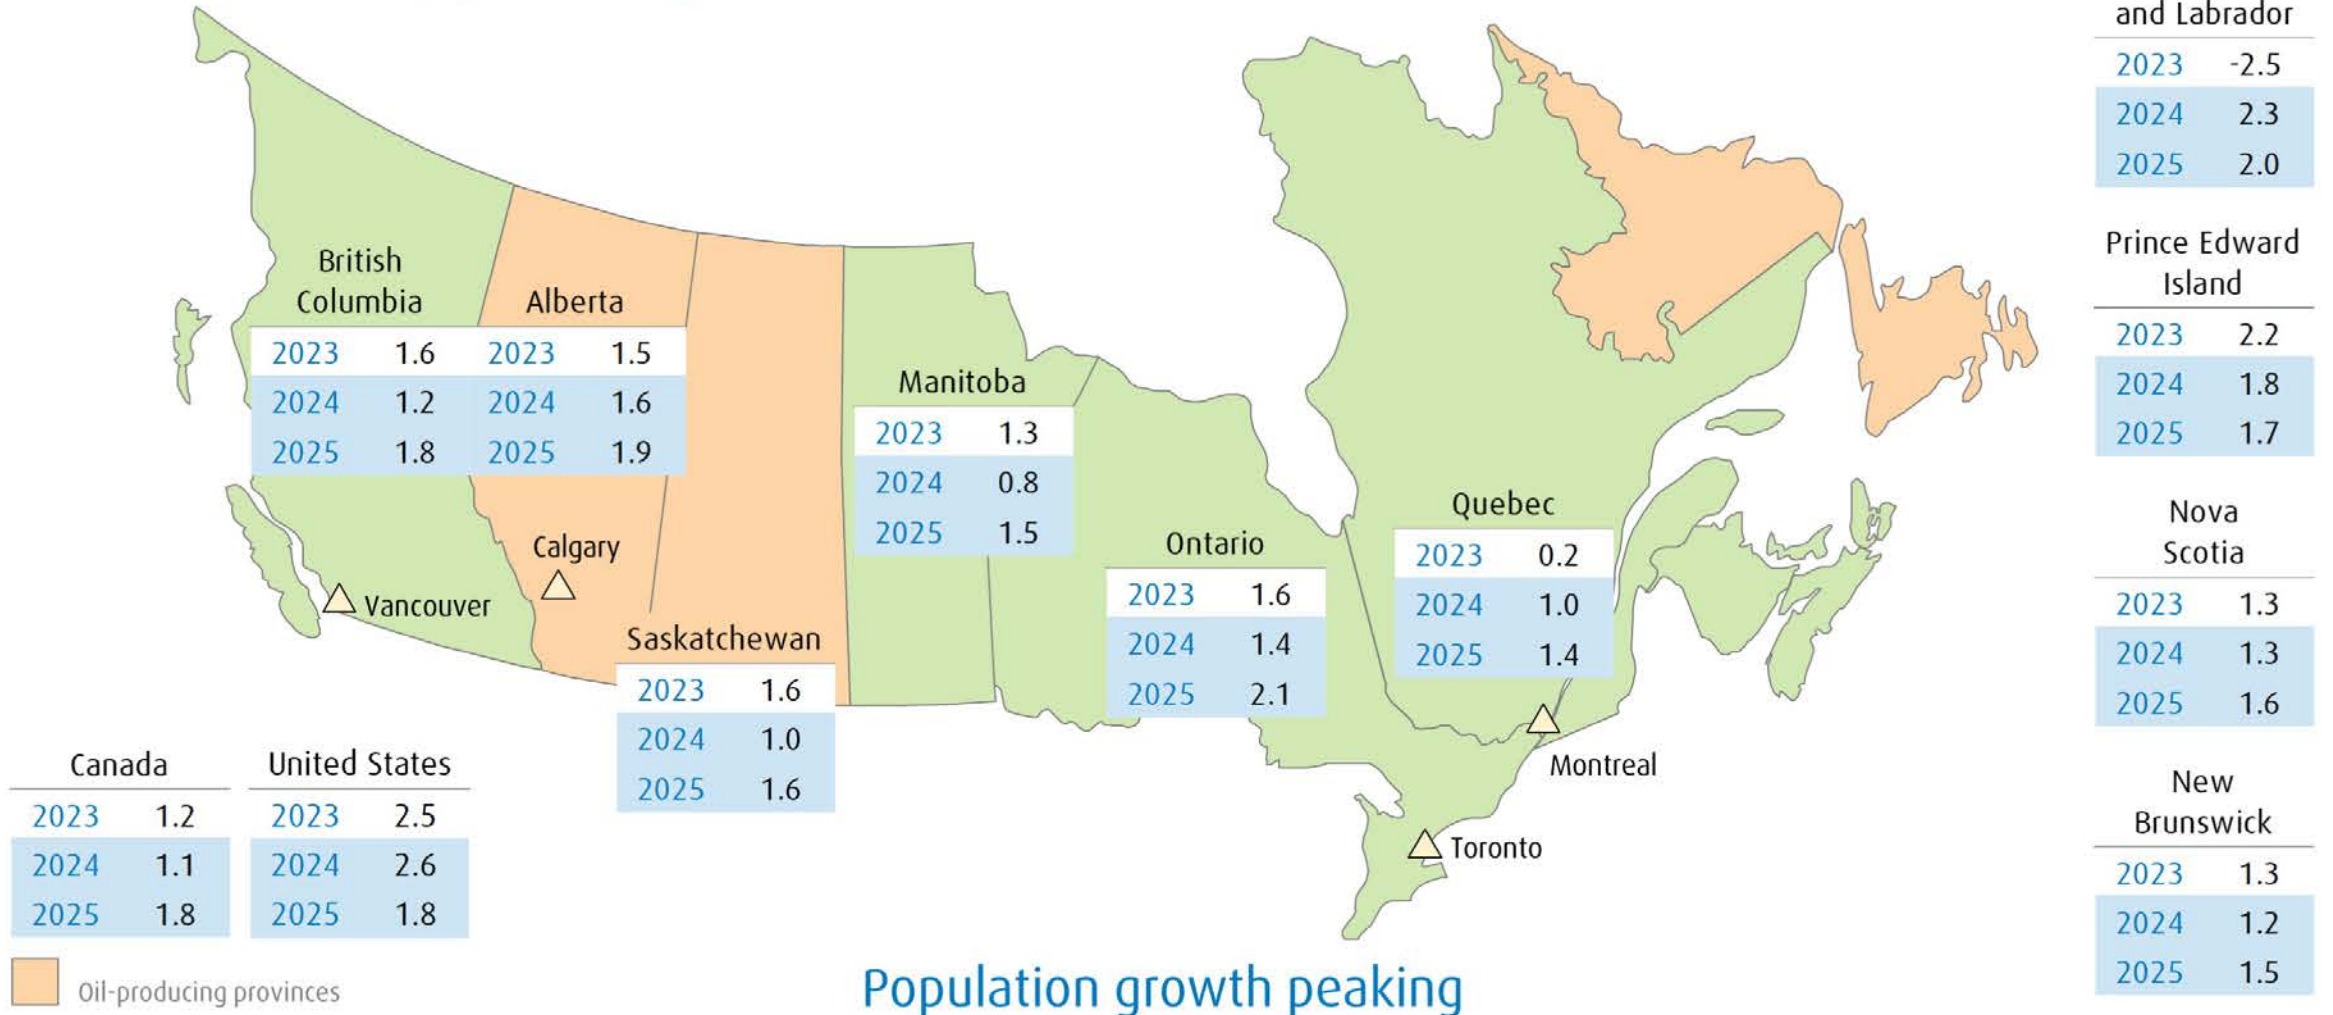 and Labrador
2023 -2.5
2024 2.3
2025 2.0
Prince Edward
Island
2023 2.2
2024 1.8
2025 1.7
Nova
Scotia
2023 1.3
2024 1.3
2025 1.6
New
Brunswick
2023 1.3
2024 1.2
2025 1.5
British
Columbia
2023 1.6
2024 1.2
2025 1.8
Alberta
2023 1.5
2024 1.6
2025 1.9
Manitoba
2023 1.3
2024 0.8
2025 1.5
Quebec
2023 0.2
2024 1.0
2025 1.4
Ontario
2023 1.6
2024 1.4
2025 2.1
Calgary
Vancouver
Saskatchewan
2023 1.6
2024 1.0
2025 1.6
Montreal
Toronto
Canada
2023 1.2
2024 1.1
2025 1.8
United States
2023 2.5
2024 2.6
2025 1.8
Oil-producing provinces
Population growth peaking